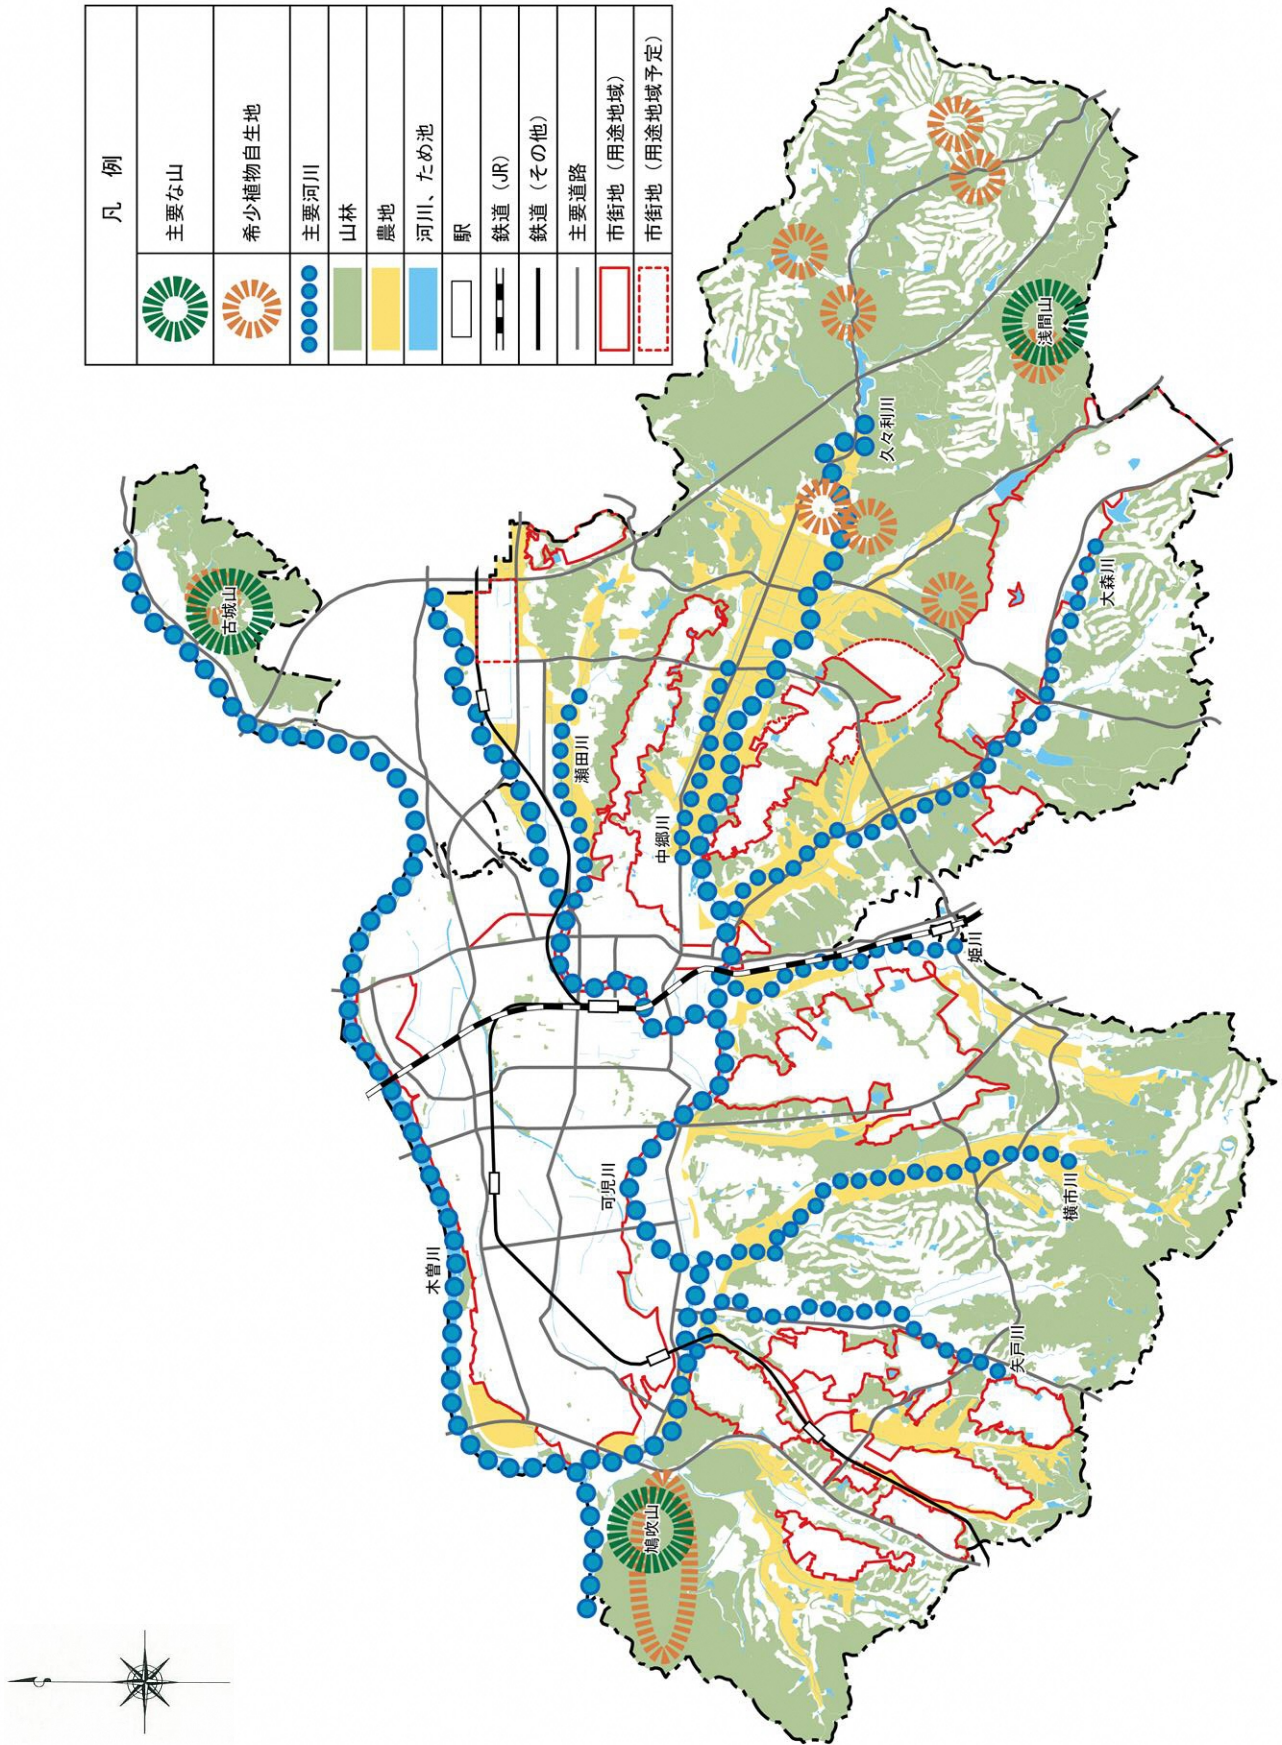 凡 例
主要な山
希少植物自生地
主要河川
山林
農地
河川、ため池
駅
鉄道（JR）
鉄道（その他）
主要道路
市街地（用途地域）
市街地（用途地域予定）
古城山
浅間山
久々利川
大森川
瀬田川
中郷川
姫川
木曽川
可児川
横市川
矢戸川
鳩吹山